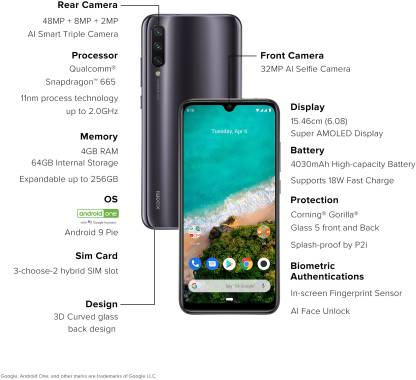 Rear Camera
48MP + 8MP + 2MP
AI Smart Triple Camera
Processor
Qualcomm®
Snapdragon™ 665
11nm process technology
up to 2.0GHz
Memory
4GB RAM
64GB Internal Storage
Expandable up to 256GB
OS
androidone
Android 9 Pie
Sim Card
3-choose-2 hybrid SIM slot
Design
3D Curved glass
back design
xiaomi
Tuesday, Apr 6
Front Camera
32MP AI Selfie Camera
Display
15.46cm (6.08)
Super AMOLED Display
Battery
4030mAh High-capacity Battery
Supports 18W Fast Charge
Protection
Corning® Gorilla®
Glass 5 front and Back
Splash-proof by P2i
Biometric
Authentications
In-screen Fingerprint Sensor
AI Face Unlock
Google, Android One, and other marks are trademarks of Google LLC.